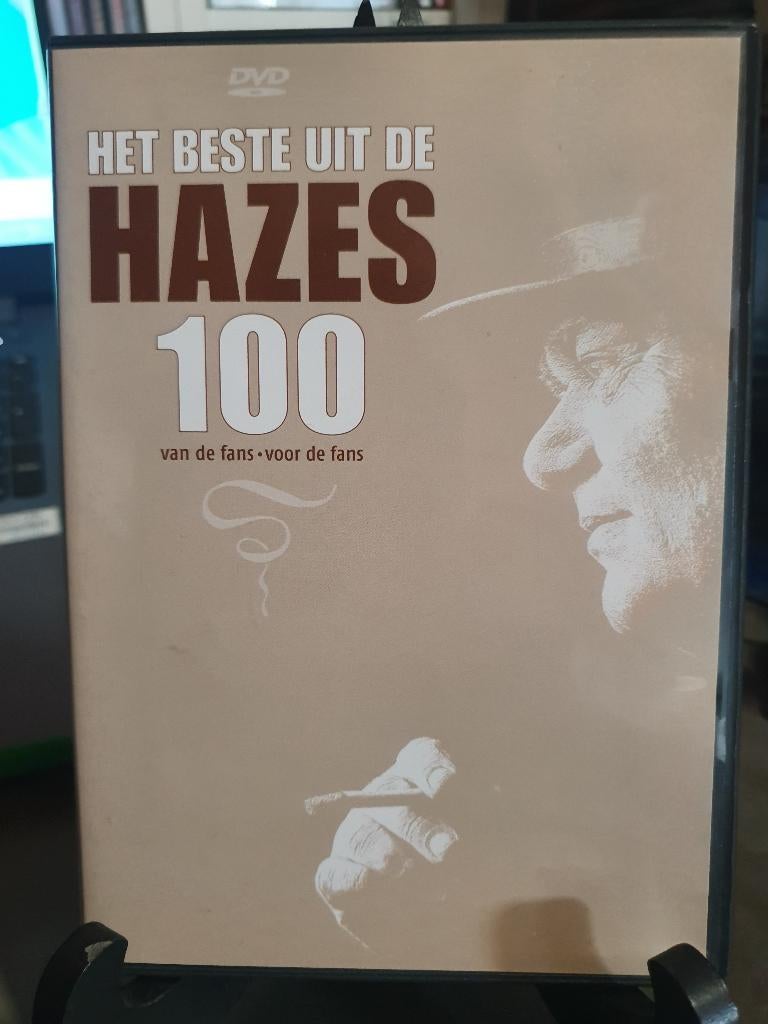 DVD
HET BESTE UIT DE
HAZES
100
van de fans•voor de fans